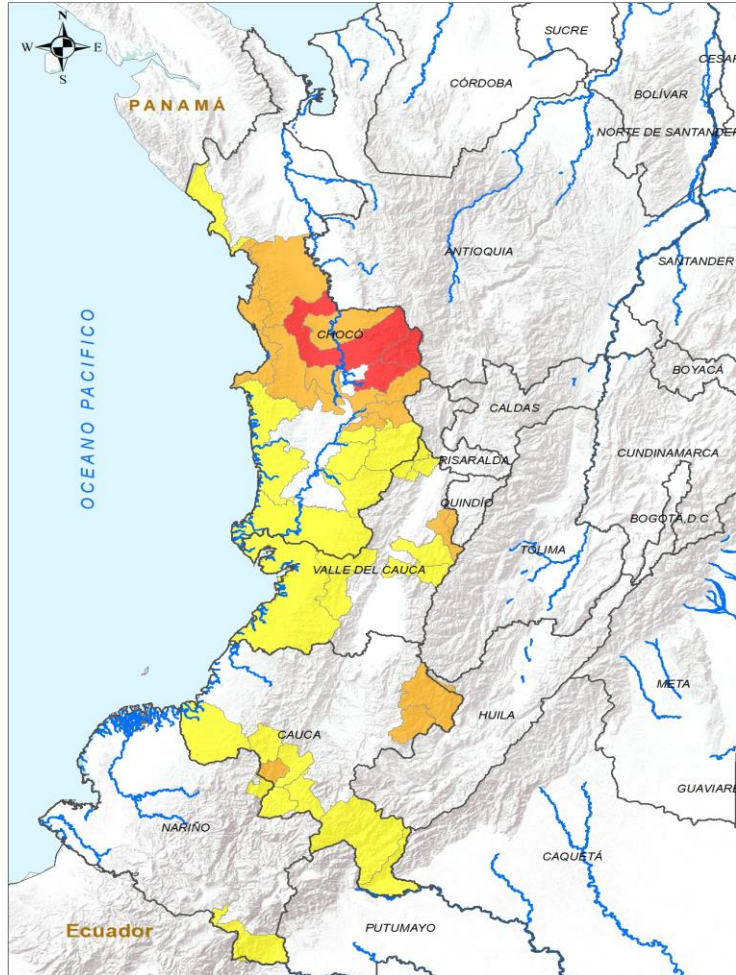 N
W E
S
SUCRE
CESAR
CÓRDOBA
BOLÍVAR
PANAMÁ
NORTE DE SANTANDER
ANTIOQUIA
SANTANDER
OCEANO PACIFICO
CHOCÓ
BOYACÁ
CALDAS
CUNDINAMARCA
RISARALDA
QUINDÍO
BOGOTÁ, D.C
TOLIMA
VALLE DEL CAUCA
META
HUILA
CAUCA
GUAVIARE
NARIÑO
CAQUETÁ
Ecuador
PUTUMAYO